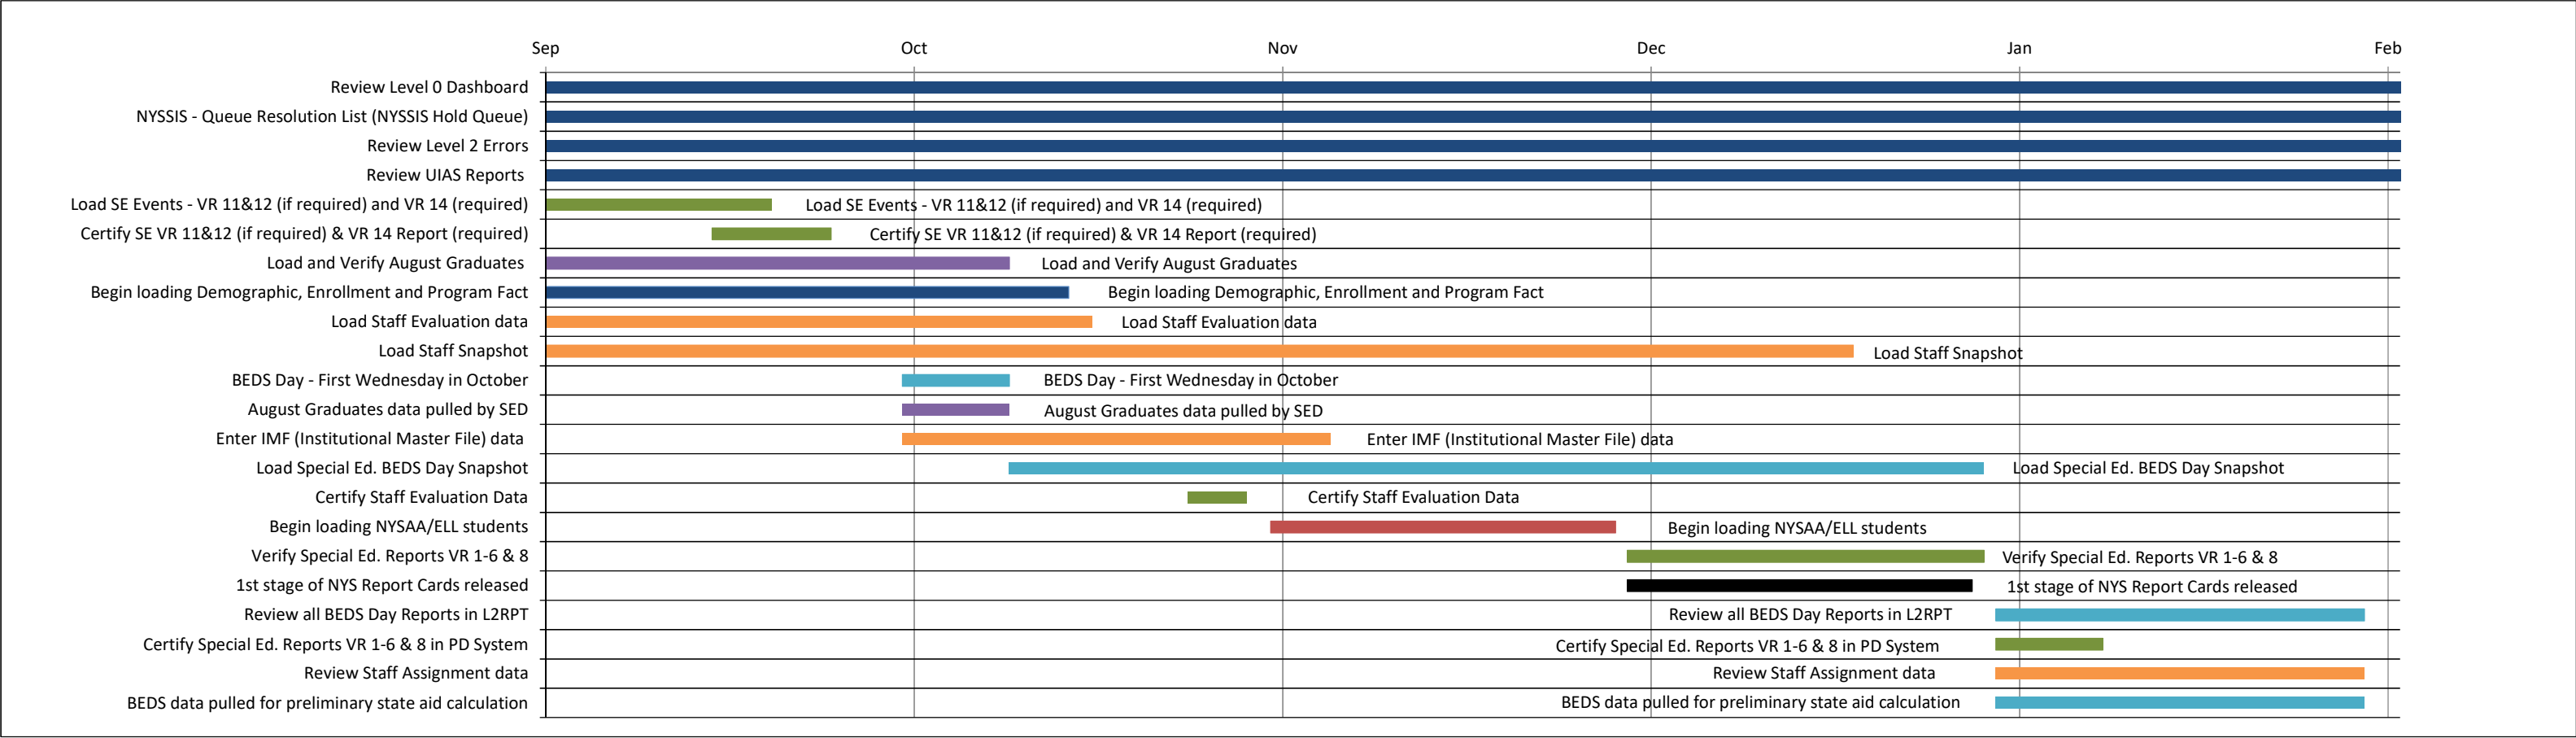 Sep Oct Nov Dec Jan Feb
Review Level 0 Dashboard
NYSSIS - Queue Resolution List (NYSSIS Hold Queue)
Review Level 2 Errors
Review UIAS Reports
Load SE Events - VR 11&12 (if required) and VR 14 (required) Load SE Events - VR 11&12 (if required) and VR 14 (required)
Certify SE VR 11&12 (if required) & VR 14 Report (required) Certify SE VR 11&12 (if required) & VR 14 Report (required)
Load and Verify August Graduates Load and Verify August Graduates
Begin loading Demographic, Enrollment and Program Fact Begin loading Demographic, Enrollment and Program Fact
Load Staff Evaluation data Load Staff Evaluation data
Load Staff Snapshot Load Staff Snapshot
BEDS Day - First Wednesday in October BEDS Day - First Wednesday in October
August Graduates data pulled by SED August Graduates data pulled by SED
Enter IMF (Institutional Master File) data Enter IMF (Institutional Master File) data
Load Special Ed. BEDS Day Snapshot Load Special Ed. BEDS Day Snapshot
Certify Staff Evaluation Data Certify Staff Evaluation Data
Begin loading NYSAA/ELL students Begin loading NYSAA/ELL students
Verify Special Ed. Reports VR 1-6 & 8 Verify Special Ed. Reports VR 1-6 & 8
1st stage of NYS Report Cards released 1st stage of NYS Report Cards released
Review all BEDS Day Reports in L2RPT Review all BEDS Day Reports in L2RPT
Certify Special Ed. Reports VR 1-6 & 8 in PD System Certify Special Ed. Reports VR 1-6 & 8 in PD System
Review Staff Assignment data Review Staff Assignment data
BEDS data pulled for preliminary state aid calculation BEDS data pulled for preliminary state aid calculation